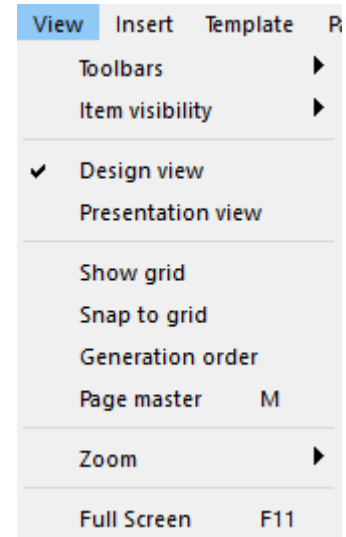 View Insert Template
Toolbars
Item visibility
Design view
Presentation view
Show grid
Snap to grid
Generation order
Page master M
Zoom
Full Screen F11